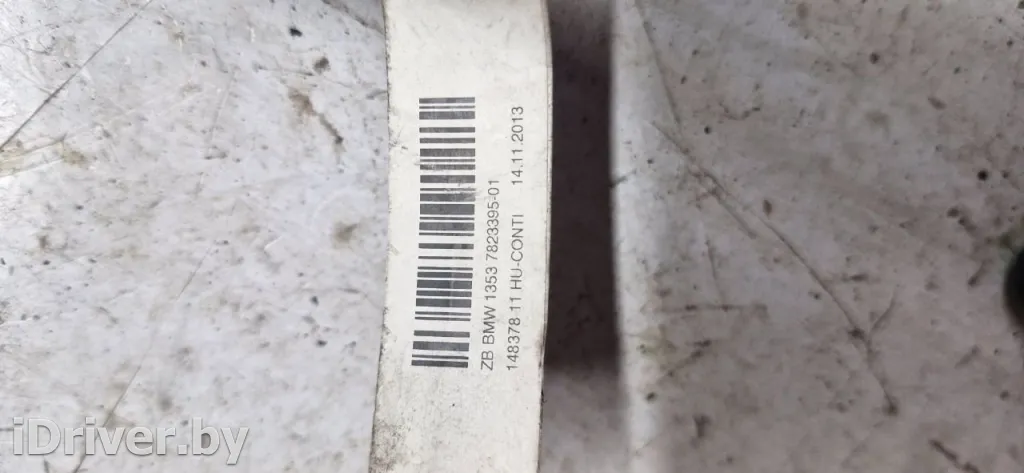 ZB BMW 1353 7823395-01
148378 11 HU-CONTI 14.11.2013
iDriver.by